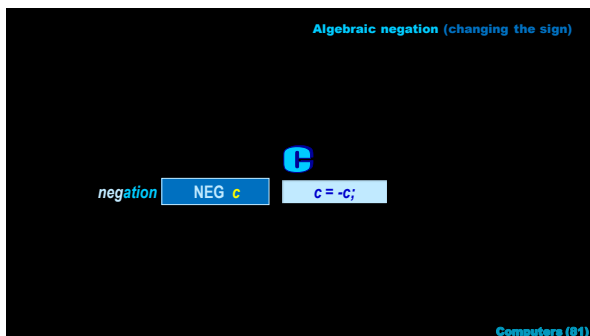 Algebraic negation (changing the sign)
C
negation NEG c c = -c;
Computers (81)